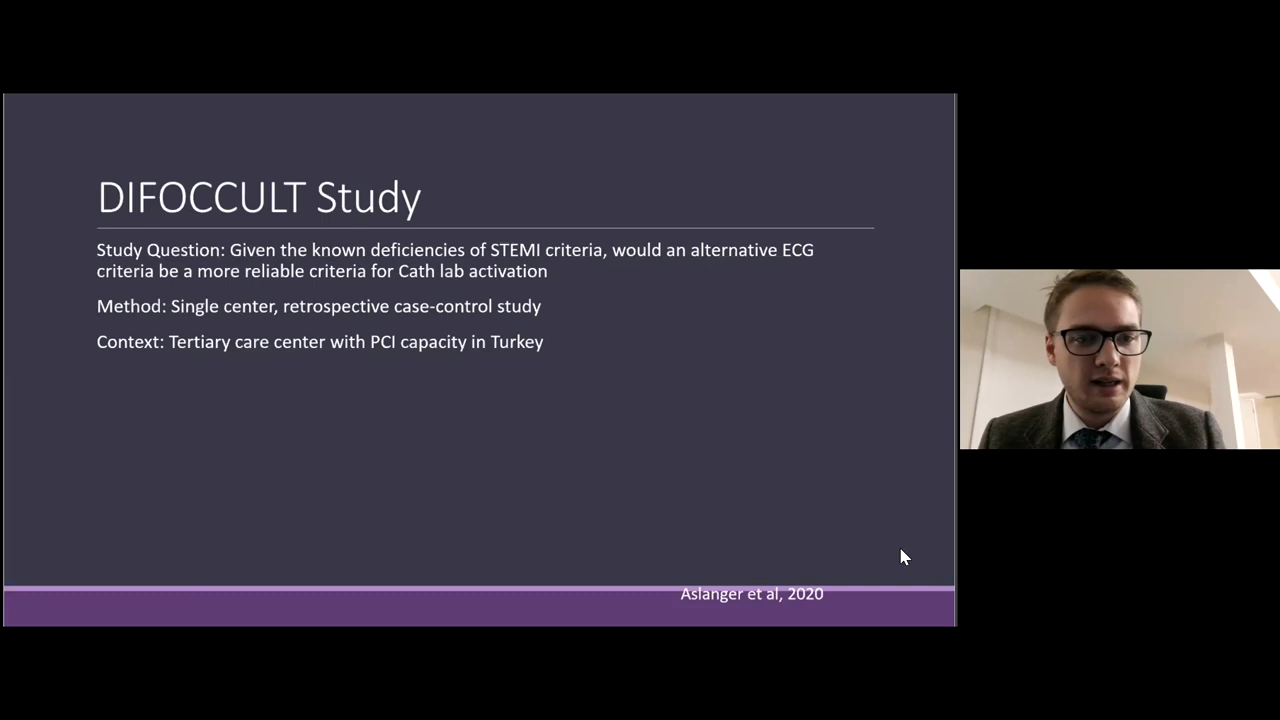 DIFOCCULT Study
Study Question: Given the known deficiencies of STEMI criteria, would an alternative ECG
criteria be a more reliable criteria for Cath lab activation
Method: Single center, retrospective case-control study
Context: Tertiary care center with PCI capacity in Turkey
Aslanger et al, 2020